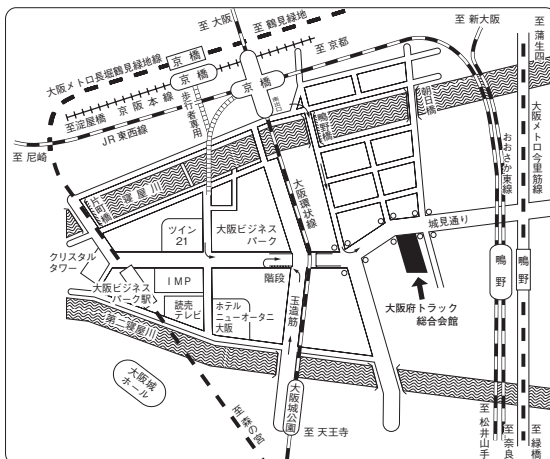 至 大阪
至 鶴見緑地
至 新大阪
至 蒲生四
大阪メトロ長堀鶴見緑地線
京橋
京橋
至 京都
京阪本線
至淀屋橋
京橋
南口
歩行者専用
JR東西線
至 尼崎
朝日橋
鴫野橋
おおさか東線
大阪メトロ今里筋線
寝屋川
片町橋
大阪環状線
城見通り
ツイン
21
大阪ビジネス
パーク
クリスタル
タワー
階段
鴫野
鴫野
大阪ビジネス
パーク駅
IMP
読売
テレビ
ホテル
ニューオータニ
大阪
玉造筋
大阪府トラック
総合会館
第二寝屋川
大阪城
ホール
大阪城公園
至 森の宮
至 天王寺
至 松井山手
至 奈良
至 緑橋